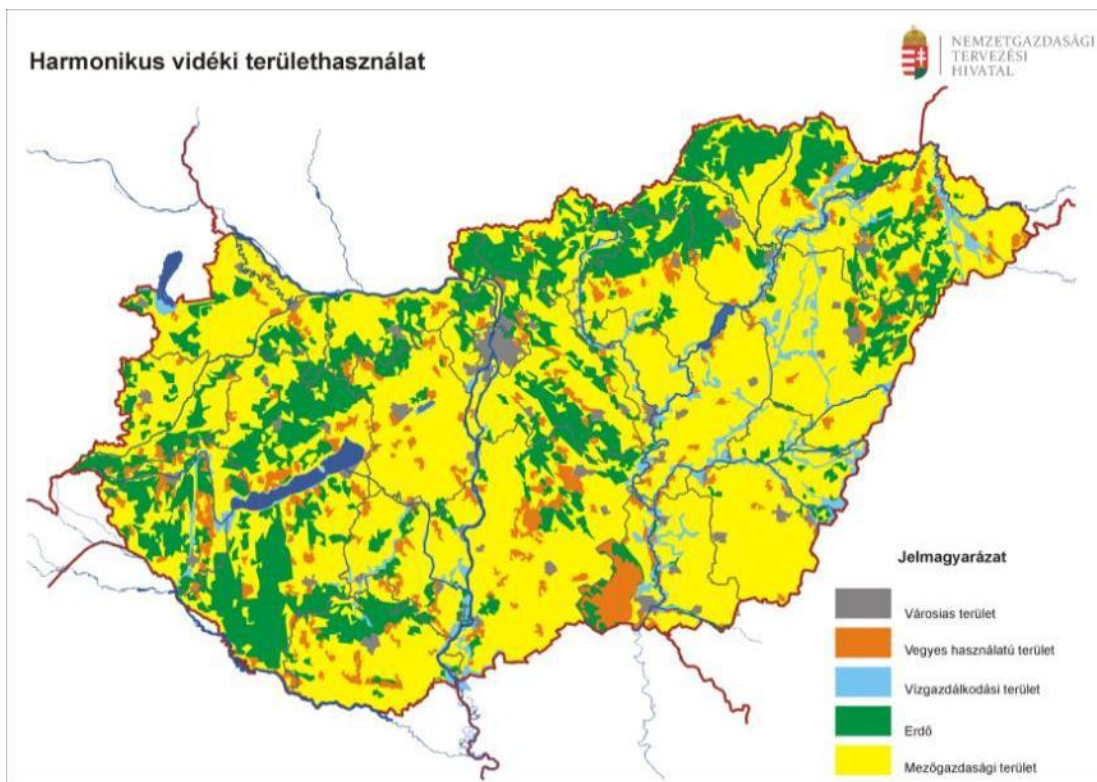 Harmonikus vidéki területhasználat
NEMZETGAZDASÁGI
TERVEZÉSI
HIVATAL
Jelmagyarázat
Városias terület
Vegyes használatú terület
Vízgazdálkodási terület
Erdő
Mezőgazdasági terület